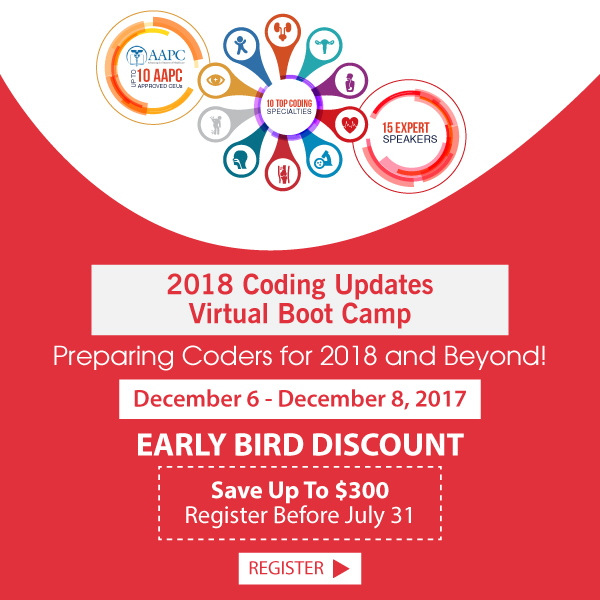 AAPC
UP TO
10 AAPC
APPROVED CEUs
10 TOP CODING
SPECIALTIES
15 EXPERT
SPEAKERS
2018 Coding Updates
Virtual Boot Camp
Preparing Coders for 2018 and Beyond!
December 6 - December 8, 2017
EARLY BIRD DISCOUNT
Save Up To $300
Register Before July 31
REGISTER